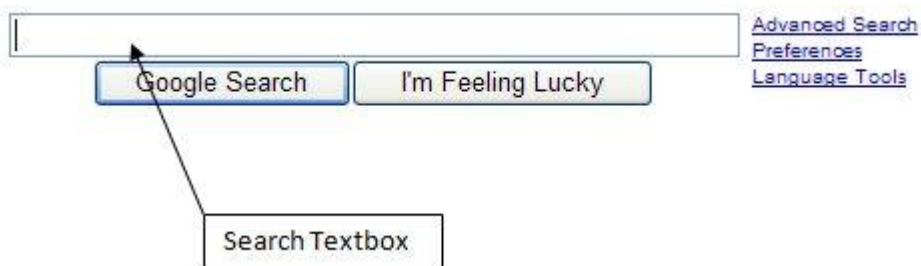 Advanced Search
Preferences
Language Tools
Google Search
I'm Feeling Lucky
Search Textbox